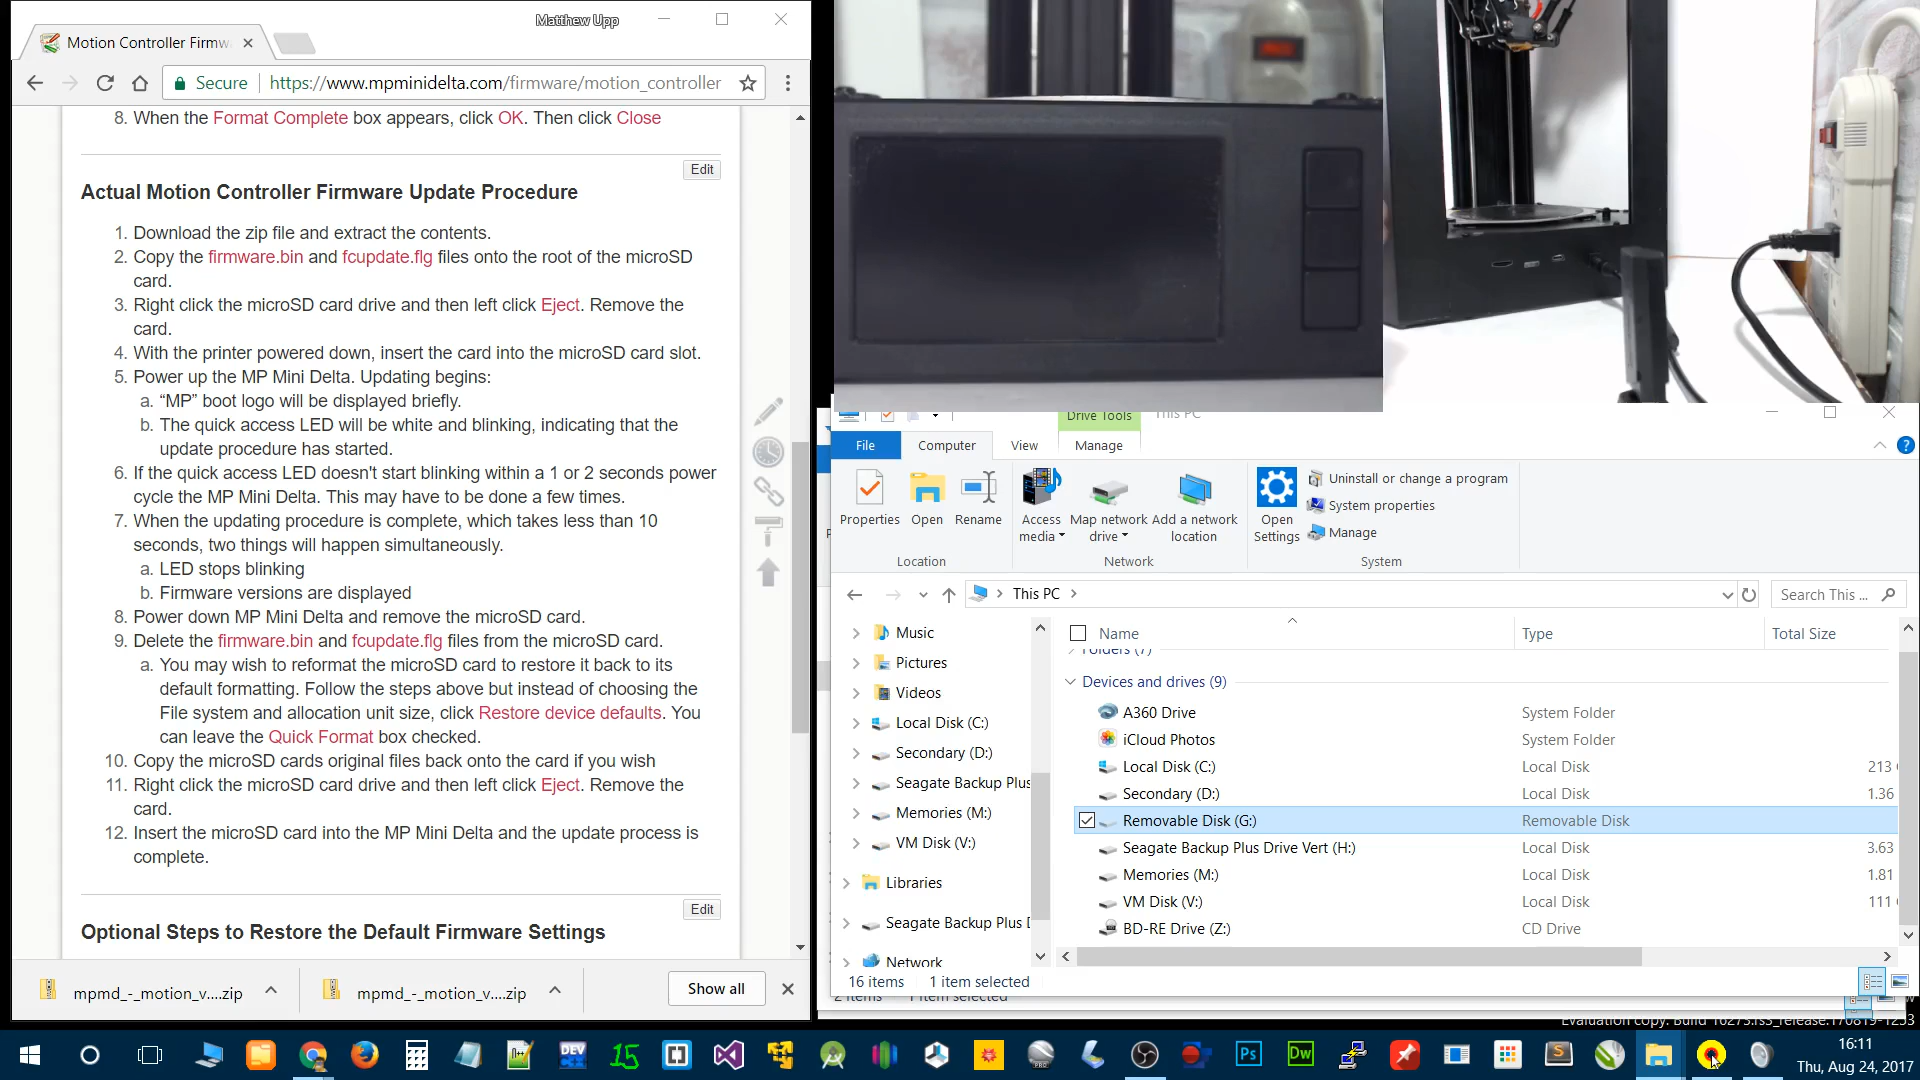 Matthew Upp
Motion Controller Firmw
Secure
https://www.mpminidelta.com/firmware/motion_controller
8. When the Format Complete box appears, click OK. Then click Close
Edit
Actual Motion Controller Firmware Update Procedure
1. Download the zip file and extract the contents.
2. Copy the firmware.bin and fcupdate.flg files onto the root of the microSD
card.
3. Right click the microSD card drive and then left click Eject. Remove the
card.
4. With the printer powered down, insert the card into the microSD card slot.
5. Power up the MP Mini Delta. Updating begins:
a. “MP” boot logo will be displayed briefly.
b. The quick access LED will be white and blinking, indicating that the
update procedure has started.
6. If the quick access LED doesn't start blinking within a 1 or 2 seconds power
cycle the MP Mini Delta. This may have to be done a few times.
7. When the updating procedure is complete, which takes less than 10
seconds, two things will happen simultaneously.
a. LED stops blinking
b. Firmware versions are displayed
8. Power down MP Mini Delta and remove the microSD card.
9. Delete the firmware.bin and fcupdate.flg files from the microSD card.
a. You may wish to reformat the microSD card to restore it back to its
default formatting. Follow the steps above but instead of choosing the
File system and allocation unit size, click Restore device defaults. You
can leave the Quick Format box checked.
10. Copy the microSD cards original files back onto the card if you wish
11. Right click the microSD card drive and then left click Eject. Remove the
card.
12. Insert the microSD card into the MP Mini Delta and the update process is
complete.
Edit
Optional Steps to Restore the Default Firmware Settings
mpmd_-_motion_v....zip
mpmd_-_motion_v....zip
Show all
Drive Tools
This PC
File
Computer
View
Manage
Properties
Open
Rename
Location
Access
media
Map network
drive
Add a network
location
Network
Open
Settings
Uninstall or change a program
System properties
Manage
System
This PC
Search This ...
Music
Pictures
Videos
Local Disk (C:)
Secondary (D:)
Seagate Backup Plus
Memories (M:)
VM Disk (V:)
Libraries
Seagate Backup Plus D
Network
Name Type Total Size
Folders (7)
Devices and drives (9)
A360 Drive System Folder
iCloud Photos System Folder
Local Disk (C:) Local Disk 213
Secondary (D:) Local Disk 1.36
Removable Disk (G:) Removable Disk
Seagate Backup Plus Drive Vert (H:) Local Disk 3.63
Memories (M:) Local Disk 1.81
VM Disk (V:) Local Disk 111
BD-RE Drive (Z:) CD Drive
16 items 1 item selected
2 items 1 item selected
Evaluation copy. Build 16273.rs3_release.170819-1253
DEV
15
Ps
Dw
16:11
Thu, Aug 24, 2017